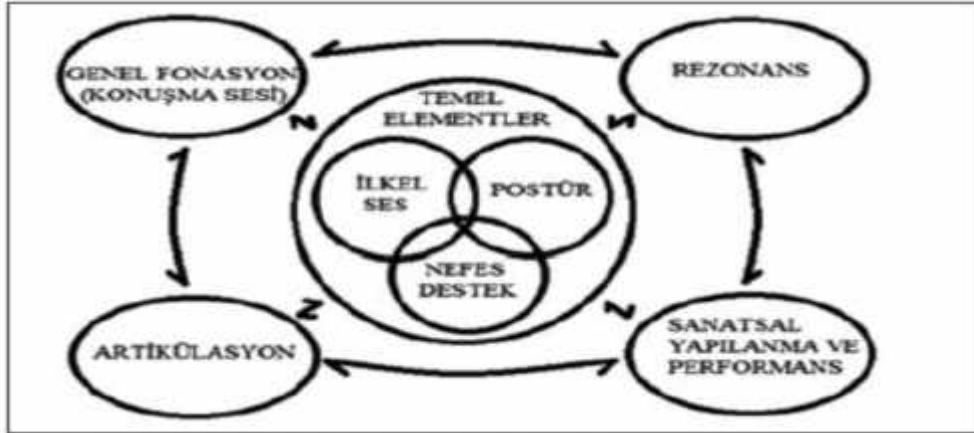 GENEL FONASYON
(KONUŞMA SESİ)
REZONANS
TEMEL
ELEMENTLER
İLKEL
SES
POSTÜR
NEFES
DESTEK
ARTİKÜLASYON
SANATSAL
YAPILANMA VE
PERFORMANS